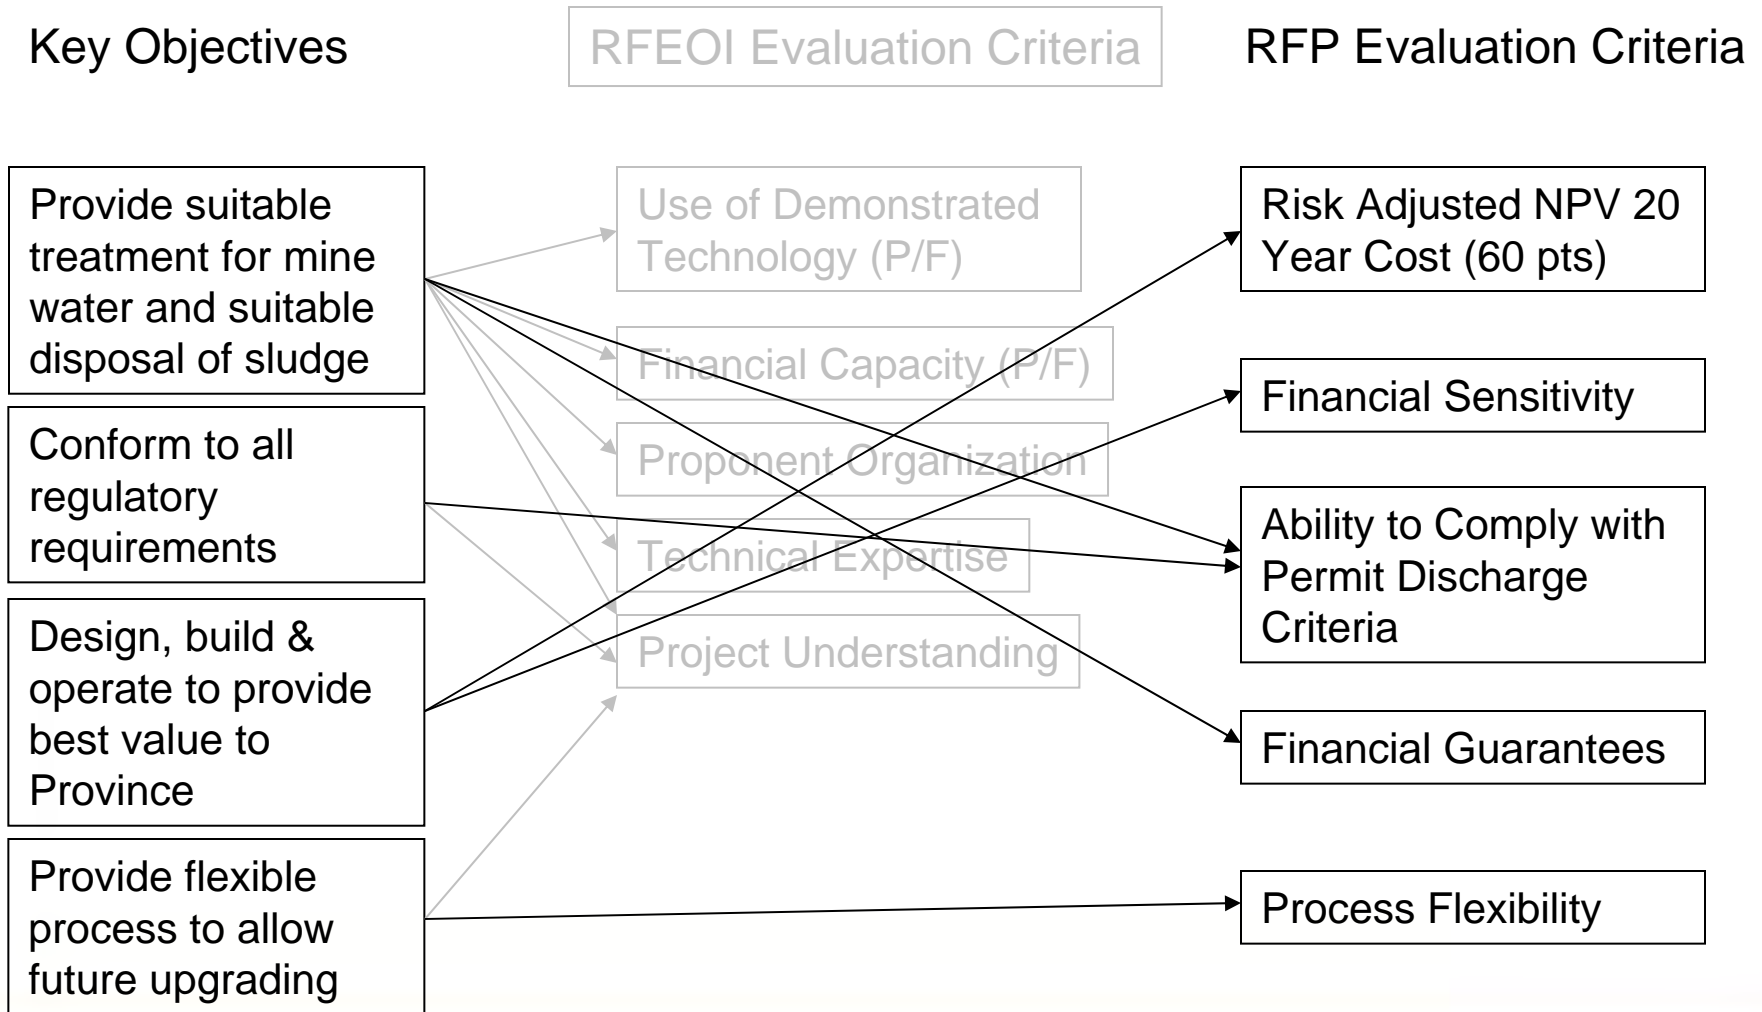 Key Objectives
RFEOI Evaluation Criteria
RFP Evaluation Criteria
Provide suitable
treatment for mine
water and suitable
disposal of sludge
Conform to all
regulatory
requirements
Design, build &
operate to provide
best value to
Province
Provide flexible
process to allow
future upgrading
Use of Demonstrated
Technology (P/F)
Financial Capacity (P/F)
Proponent Organization
Technical Expertise
Project Understanding
Risk Adjusted NPV 20
Year Cost (60 pts)
Financial Sensitivity
Ability to Comply with
Permit Discharge
Criteria
Financial Guarantees
Process Flexibility